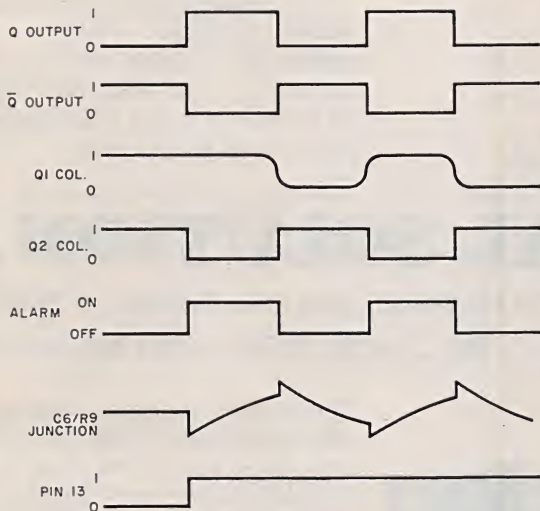 1
Q OUTPUT
0
1
Q̅ OUTPUT
0
1
Q1 COL.
0
1
Q2 COL.
0
ON
ALARM
OFF
C6/R9
JUNCTION
1
PIN 13
0